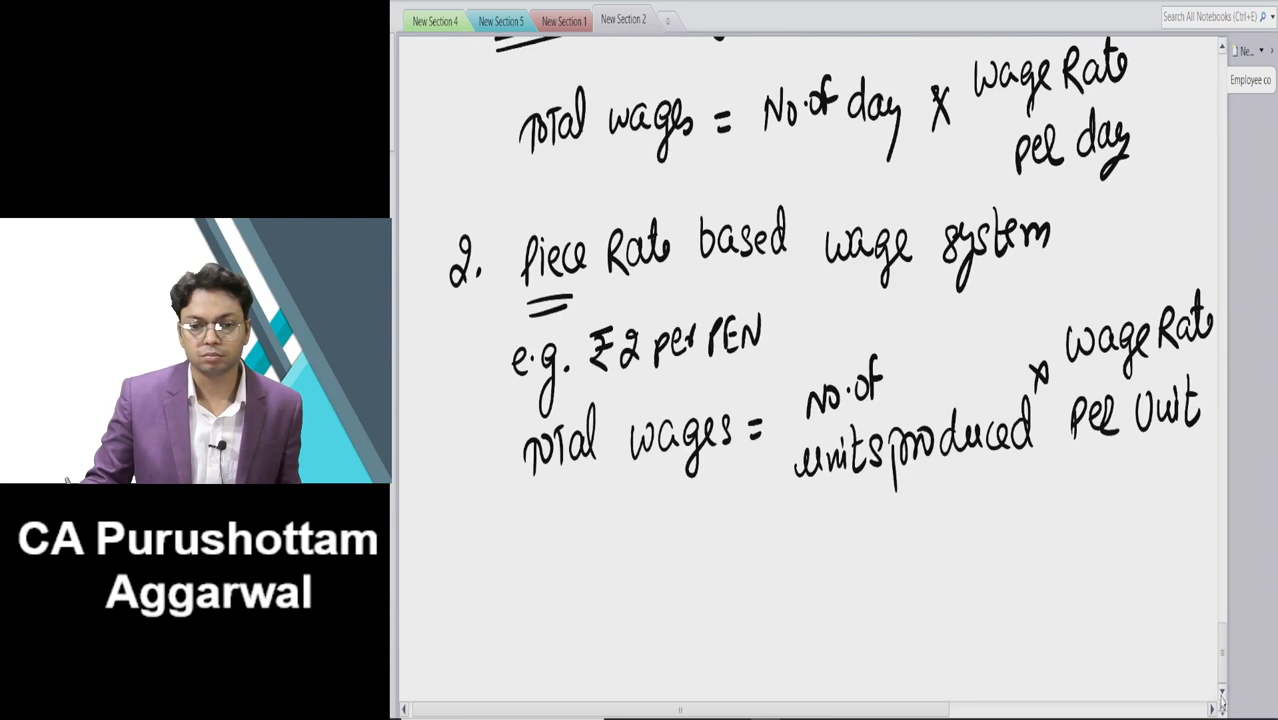 New Section 4 New Section 5 New Section 1 New Section 2
Search All Notebooks (Ctrl+E)
Ne...
Employee co
Total wages = No. of day × Wage Rate
per day
2. Piece Rate based wage system
e.g. ₹2 per PEN
Total wages = No. of units produced × Wage Rate Per Unit
CA Purushottam
Aggarwal